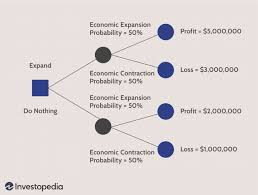 Economic Expansion
Probability = 50%
Profit = $5,000,000
Expand
Economic Contraction
Probability = 50%
Loss = $3,000,000
Economic Expansion
Probability = 50%
Profit = $2,000,000
Do Nothing
Economic Contraction
Probability = 50%
Loss = $1,000,000
Investopedia